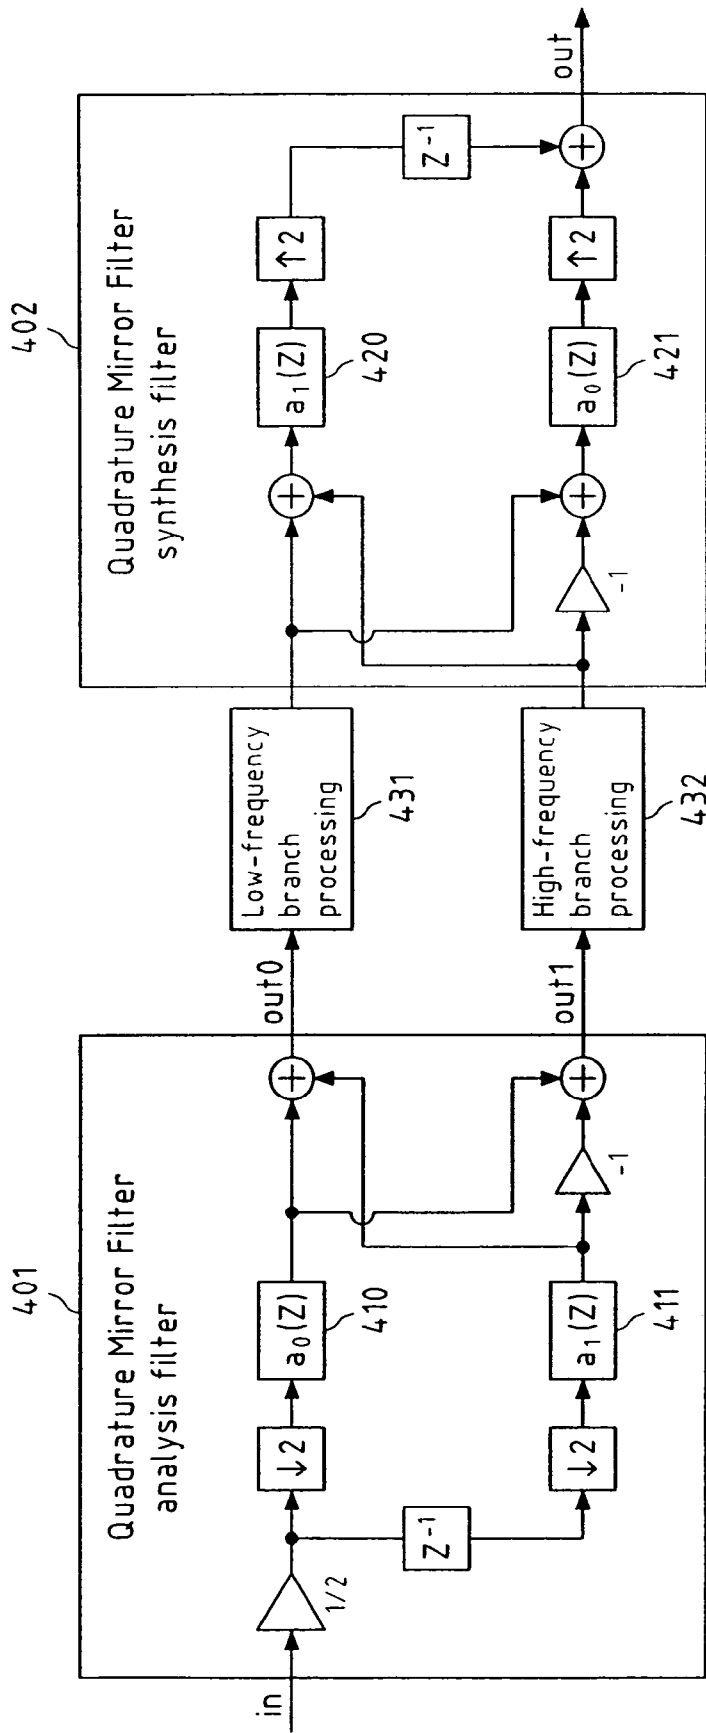 401
Quadrature Mirror Filter
analysis filter
in
1/2
↓2
a₀(Z)
410
Z⁻¹
↓2
a₁(Z)
411
-1
+
+
out0
out1
Low-frequency
branch
processing
431
High-frequency
branch
processing
432
402
Quadrature Mirror Filter
synthesis filter
+
a₁(Z)
420
↑2
Z⁻¹
-1
+
a₀(Z)
421
↑2
+
out